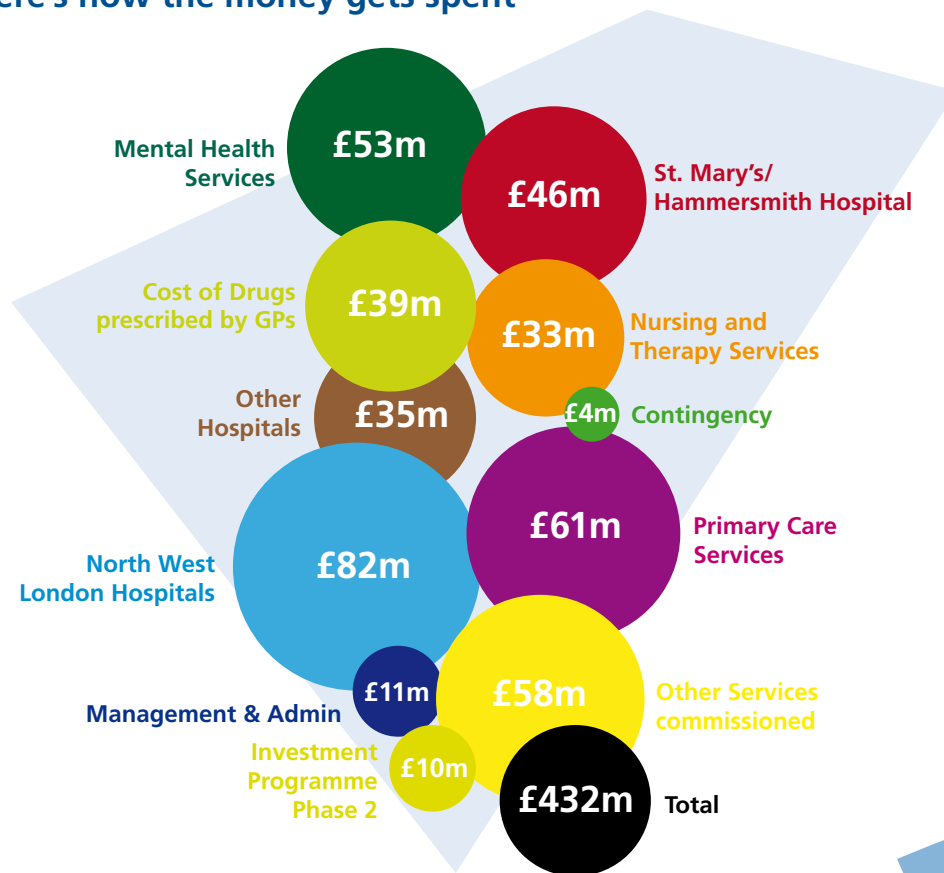 here's how the money gets spent
£53m
Mental Health
Services
£46m
St. Mary’s/
Hammersmith Hospital
Cost of Drugs
prescribed by GPs
£39m
£33m
Nursing and
Therapy Services
Other
Hospitals
£35m
£4m
Contingency
£61m
Primary Care
Services
North West
London Hospitals
£82m
Management & Admin
£11m
£58m
Other Services
commissioned
Investment
Programme
Phase 2
£10m
£432m
Total